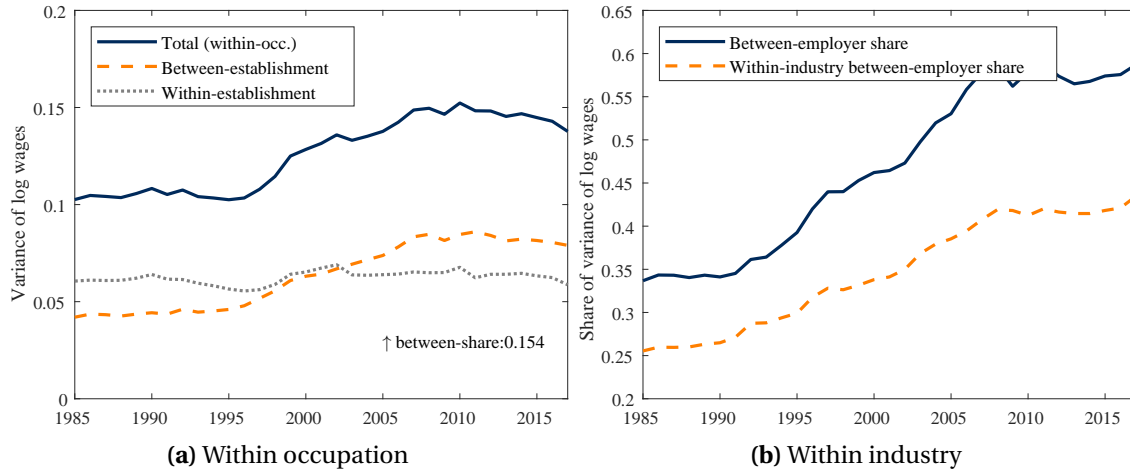 0.2
0.15
0.1
0.05
0
Variance of log wages
Total (within-occ.)
Between-establishment
Within-establishment
↑ between-share:0.154
1985 1990 1995 2000 2005 2010 2015
(a) Within occupation
0.65
0.6
0.55
0.5
0.45
0.4
0.35
0.3
0.25
0.2
Share of variance of log wages
Between-employer share
Within-industry between-employer share
1985 1990 1995 2000 2005 2010 2015
(b) Within industry